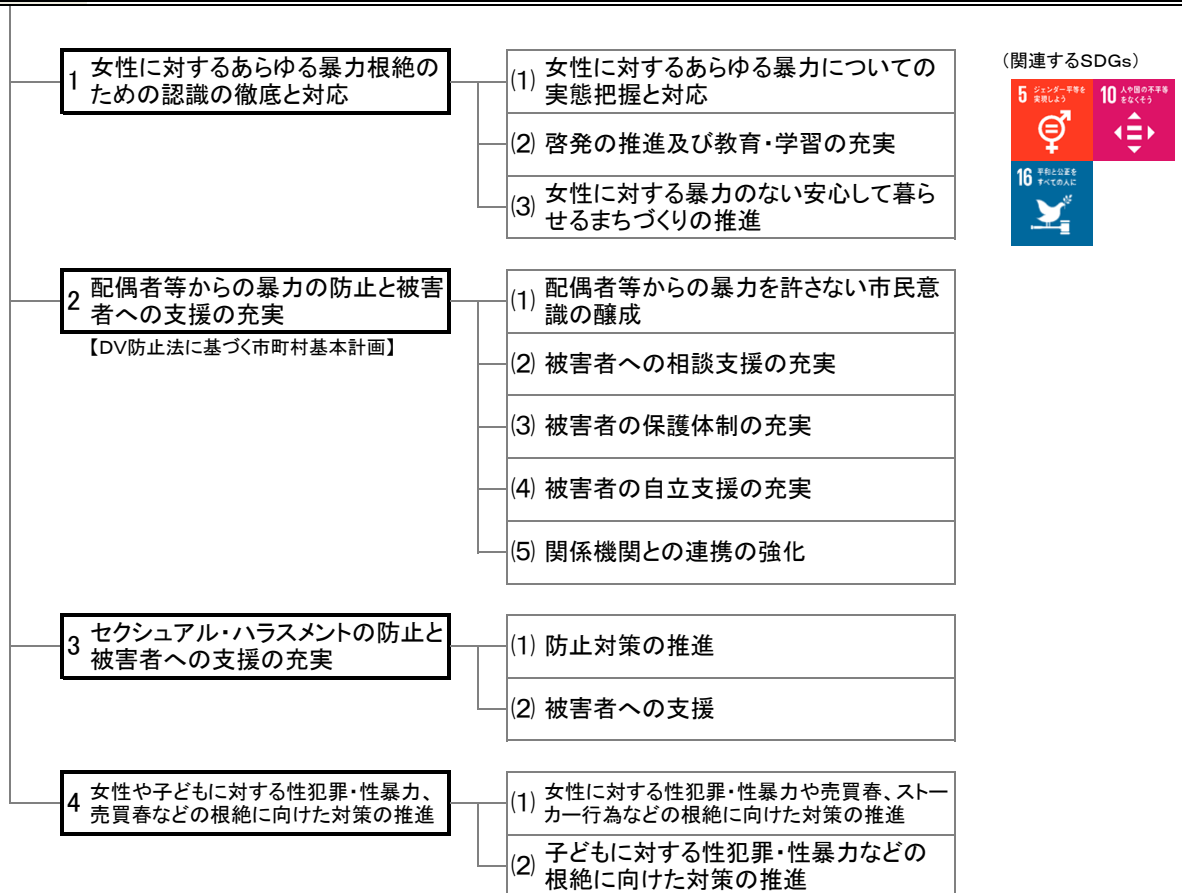 1 女性に対するあらゆる暴力根絶の
ための認識の徹底と対応
(1) 女性に対するあらゆる暴力についての
実態把握と対応
(2) 啓発の推進及び教育・学習の充実
(3) 女性に対する暴力のない安心して暮ら
せるまちづくりの推進
（関連するSDGs）
5 ジェンダー平等を
実現しよう
10 人や国の不平等
をなくそう
16 平和と公正を
すべての人に
2 配偶者等からの暴力の防止と被害
者への支援の充実
【DV防止法に基づく市町村基本計画】
(1) 配偶者等からの暴力を許さない市民意
識の醸成
(2) 被害者への相談支援の充実
(3) 被害者の保護体制の充実
(4) 被害者の自立支援の充実
(5) 関係機関との連携の強化
3 セクシュアル・ハラスメントの防止と
被害者への支援の充実
(1) 防止対策の推進
(2) 被害者への支援
4 女性や子どもに対する性犯罪・性暴力、
売買春などの根絶に向けた対策の推進
(1) 女性に対する性犯罪・性暴力や売買春、ストー
カー行為などの根絶に向けた対策の推進
(2) 子どもに対する性犯罪・性暴力などの
根絶に向けた対策の推進